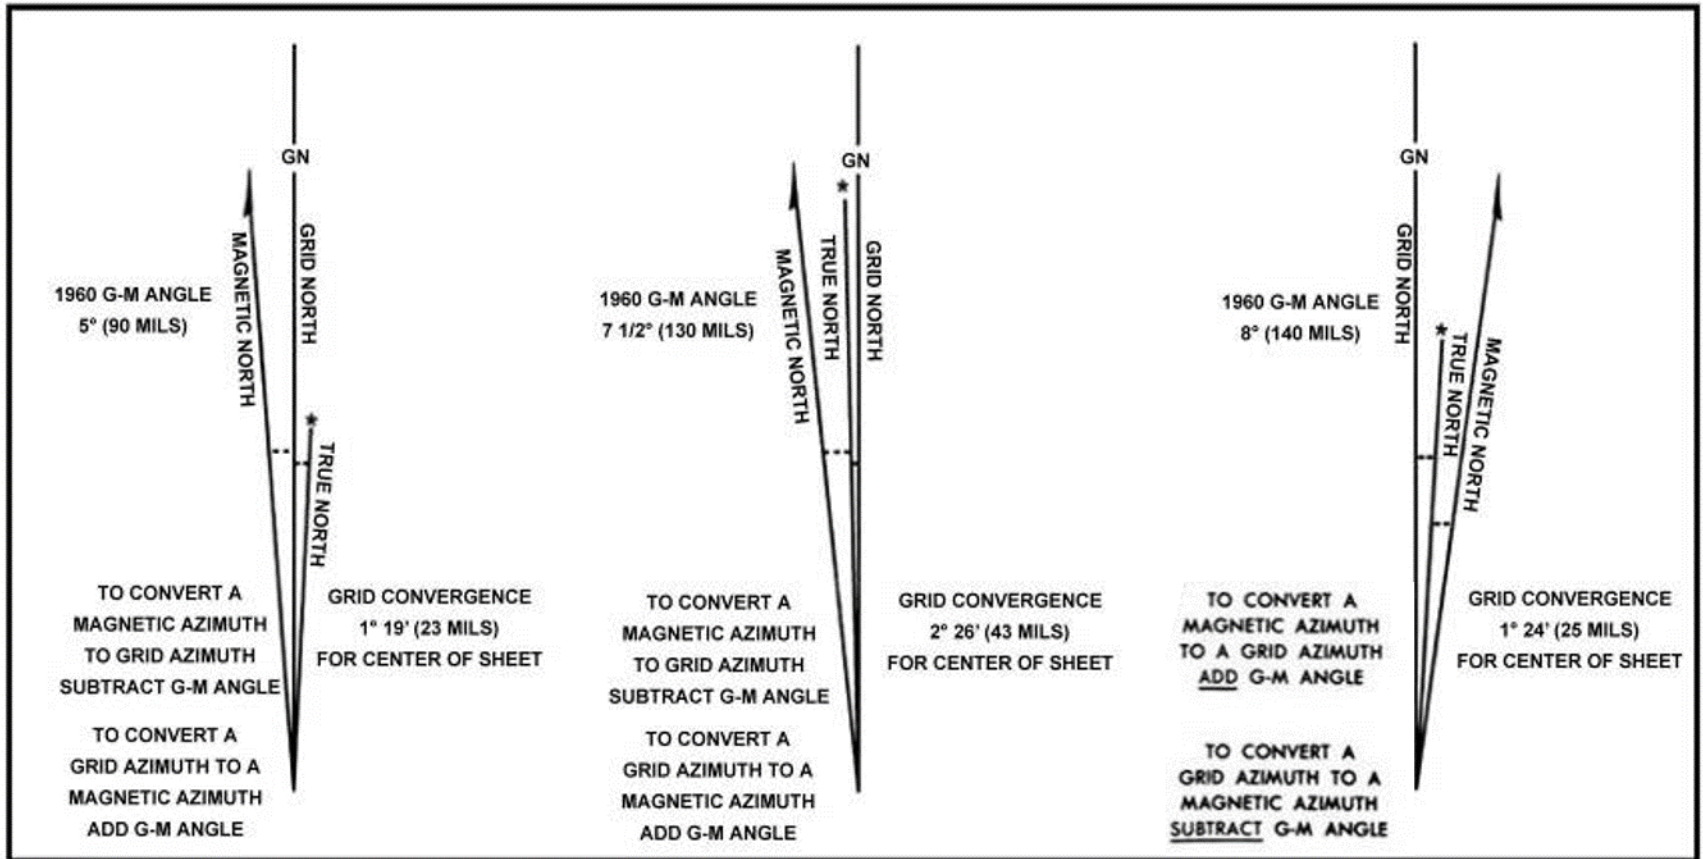 GN
MAGNETIC NORTH
GRID NORTH
1960 G-M ANGLE
5° (90 MILS)
*
TRUE NORTH
TO CONVERT A
MAGNETIC AZIMUTH
TO GRID AZIMUTH
SUBTRACT G-M ANGLE
TO CONVERT A
GRID AZIMUTH TO A
MAGNETIC AZIMUTH
ADD G-M ANGLE
GRID CONVERGENCE
1° 19' (23 MILS)
FOR CENTER OF SHEET
GN
*
MAGNETIC NORTH
TRUE NORTH
GRID NORTH
1960 G-M ANGLE
7 1/2° (130 MILS)
TO CONVERT A
MAGNETIC AZIMUTH
TO GRID AZIMUTH
SUBTRACT G-M ANGLE
TO CONVERT A
GRID AZIMUTH TO A
MAGNETIC AZIMUTH
ADD G-M ANGLE
GRID CONVERGENCE
2° 26' (43 MILS)
FOR CENTER OF SHEET
GN
GRID NORTH
1960 G-M ANGLE
8° (140 MILS)
*
TRUE NORTH
MAGNETIC NORTH
TO CONVERT A
MAGNETIC AZIMUTH
TO A GRID AZIMUTH
ADD G-M ANGLE
TO CONVERT A
GRID AZIMUTH TO A
MAGNETIC AZIMUTH
SUBTRACT G-M ANGLE
GRID CONVERGENCE
1° 24' (25 MILS)
FOR CENTER OF SHEET